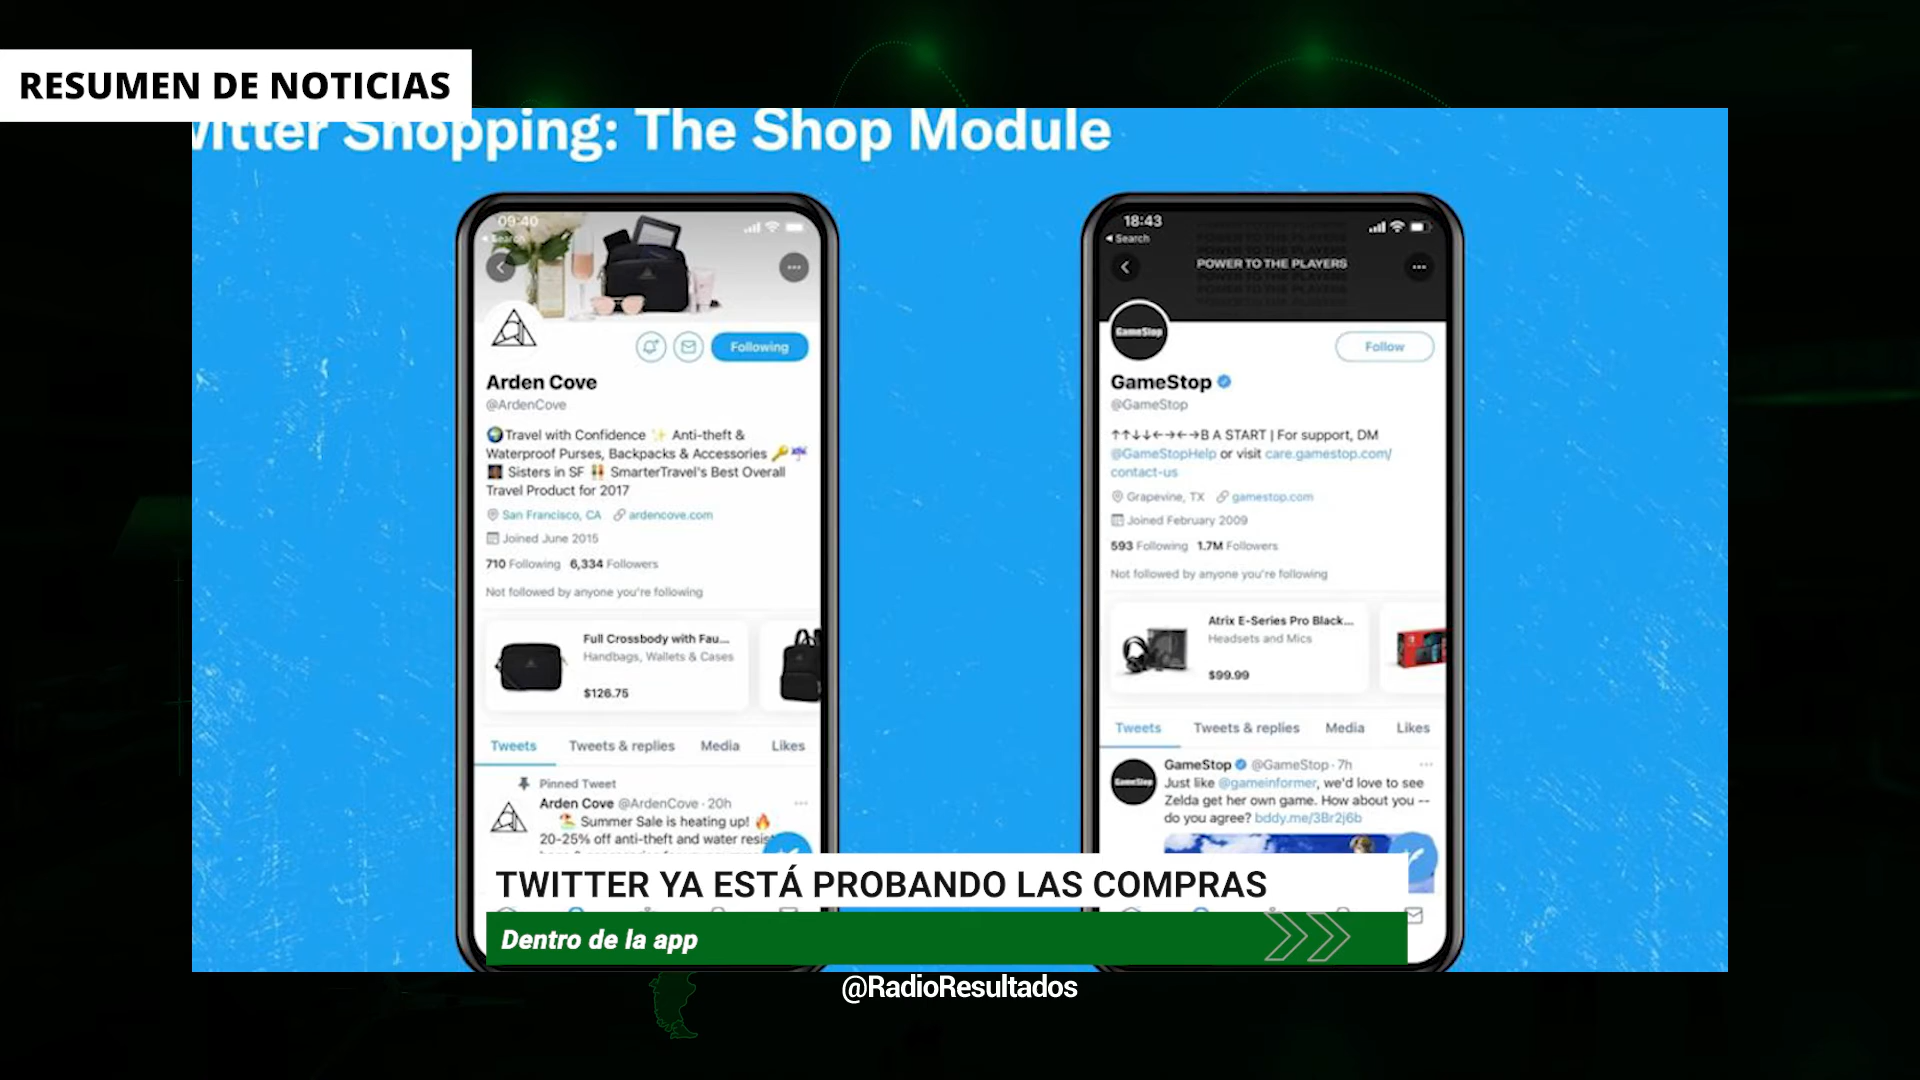 RESUMEN DE NOTICIAS
witter Shopping: The Shop Module
09:40
Search
Following
Arden Cove
@ArdenCove
🌍Travel with Confidence ✨ Anti-theft &
Waterproof Purses, Backpacks & Accessories 🔑☔
Sisters in SF 👯 SmarterTravel's Best Overall
Travel Product for 2017
San Francisco, CA ardencove.com
Joined June 2015
710 Following 6,334 Followers
Not followed by anyone you're following
Full Crossbody with Fau...
Handbags, Wallets & Cases
$126.75
Tweets Tweets & replies Media Likes
Pinned Tweet
Arden Cove @ArdenCove · 20h
🏖️ Summer Sale is heating up! 🔥
20-25% off anti-theft and water resis
18:43
Search
POWER TO THE PLAYERS
GameStop
Follow
GameStop
@GameStop
↑↑↓↓←→←→B A START | For support, DM
@GameStopHelp or visit care.gamestop.com/
contact-us
Grapevine, TX gamestop.com
Joined February 2009
593 Following 1.7M Followers
Not followed by anyone you're following
Atrix E-Series Pro Black...
Headsets and Mics
$99.99
Tweets Tweets & replies Media Likes
GameStop
GameStop @GameStop · 7h
Just like @gameinformer, we'd love to see
Zelda get her own game. How about you --
do you agree? bddy.me/3Br2j6b
TWITTER YA ESTÁ PROBANDO LAS COMPRAS
Dentro de la app
@RadioResultados